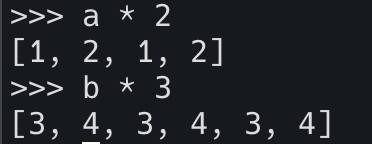 >>> a * 2
[1, 2, 1, 2]
>>> b * 3
[3, 4, 3, 4, 3, 4]